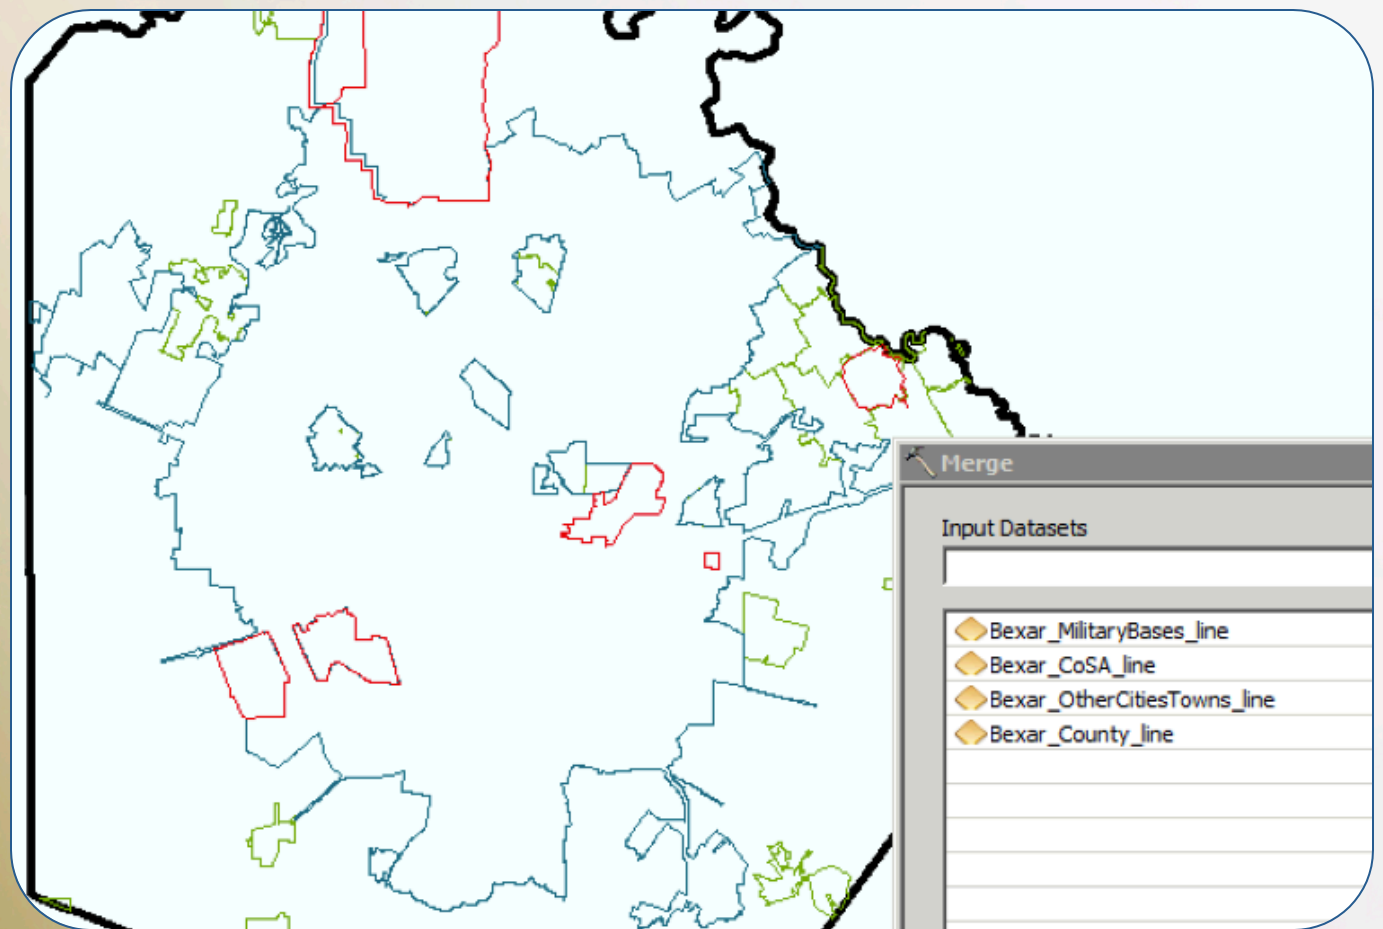 Merge
Input Datasets
Bexar_MilitaryBases_line
Bexar_CoSA_line
Bexar_OtherCitiesTowns_line
Bexar_County_line